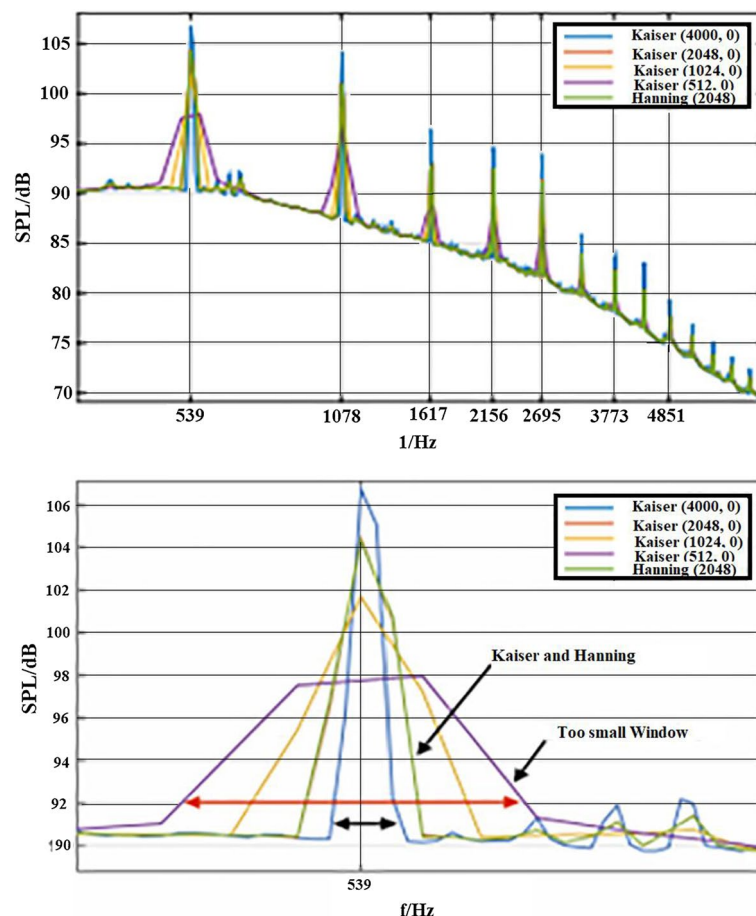 105
100
95
90
85
80
75
70
SPL/dB
Kaiser (4000, 0)
Kaiser (2048, 0)
Kaiser (1024, 0)
Kaiser (512, 0)
Hanning (2048)
539
1078
1617
2156
2695
3773
4851
1/Hz
106
104
102
100
98
96
94
92
90
SPL/dB
Kaiser (4000, 0)
Kaiser (2048, 0)
Kaiser (1024, 0)
Kaiser (512, 0)
Hanning (2048)
Kaiser and Hanning
Too small Window
539
f/Hz